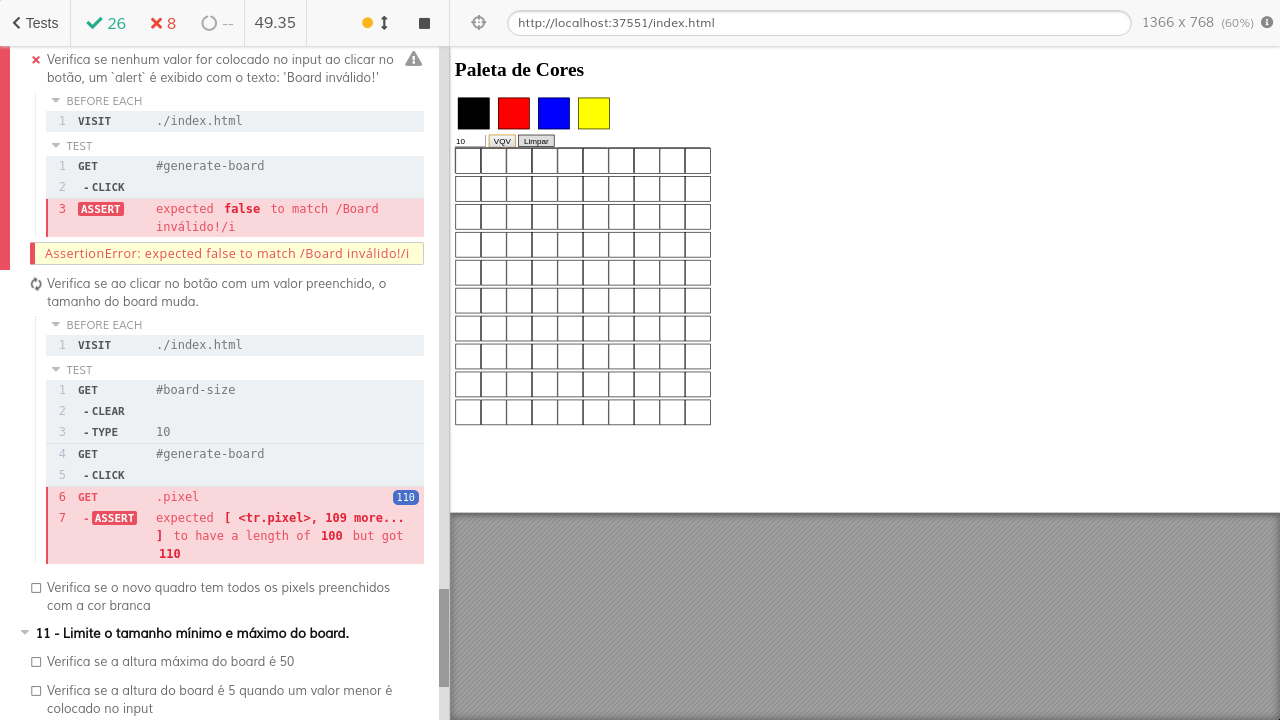 Tests 26 8 -- 49.35 http://localhost:37551/index.html 1366 x 768 (60%)
Verifica se nenhum valor for colocado no input ao clicar no
botão, um `alert` é exibido com o texto: 'Board inválido!'
BEFORE EACH
1 VISIT ./index.html
TEST
1 GET #generate-board
2 - CLICK
3 ASSERT expected false to match /Board
inválido!/i
AssertionError: expected false to match /Board inválido!/i
Verifica se ao clicar no botão com um valor preenchido, o
tamanho do board muda.
BEFORE EACH
1 VISIT ./index.html
TEST
1 GET #board-size
2 - CLEAR
3 - TYPE 10
4 GET #generate-board
5 - CLICK
6 GET .pixel 110
7 - ASSERT expected [ <tr.pixel>, 109 more...
] to have a length of 100 but got
110
Verifica se o novo quadro tem todos os pixels preenchidos
com a cor branca
11 - Limite o tamanho mínimo e máximo do board.
Verifica se a altura máxima do board é 50
Verifica se a altura do board é 5 quando um valor menor é
colocado no input
Paleta de Cores
10 VQV Limpar